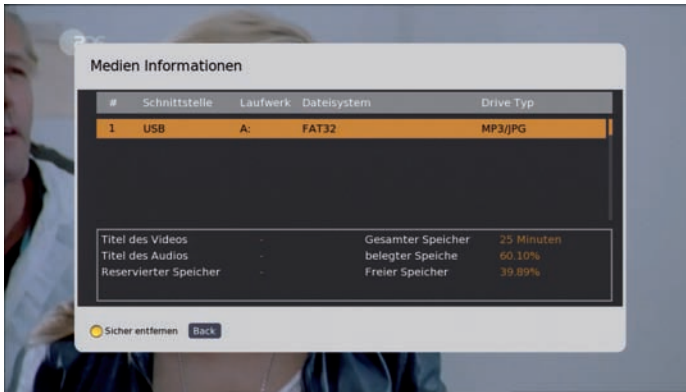 Medien Informationen
# Schnittstelle Laufwerk Dateisystem Drive Typ
1 USB A: FAT32 MP3/JPG
Titel des Videos - Gesamter Speicher 25 Minuten
Titel des Audios - belegter Speiche 60.10%
Reservierter Speicher - Freier Speicher 39.89%
Sicher entfernen Back